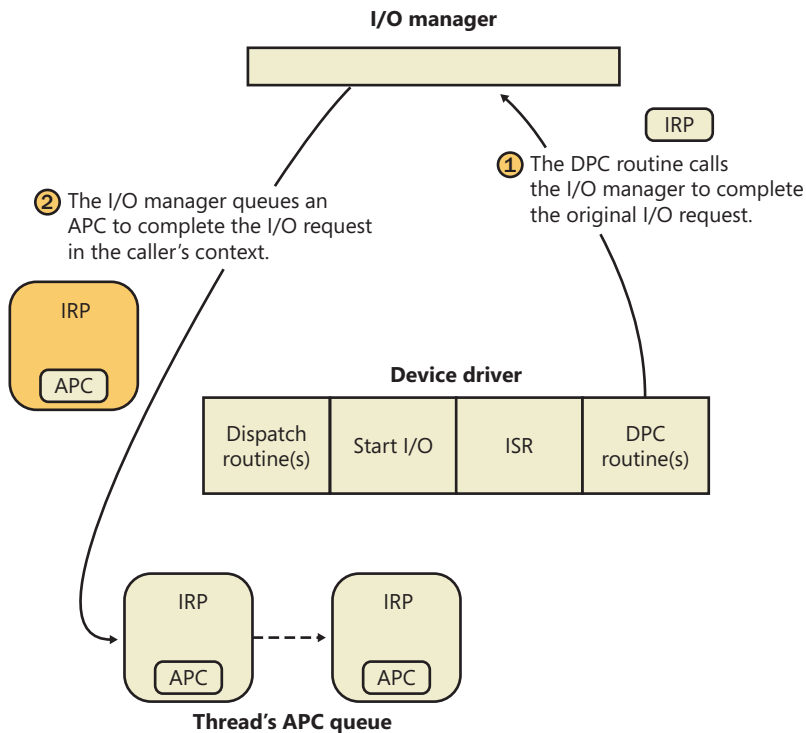 I/O manager
IRP
1 The DPC routine calls
the I/O manager to complete
the original I/O request.
2 The I/O manager queues an
APC to complete the I/O request
in the caller’s context.
IRP
APC
Device driver
Dispatch
routine(s)
Start I/O
ISR
DPC
routine(s)
IRP
APC
IRP
APC
Thread’s APC queue